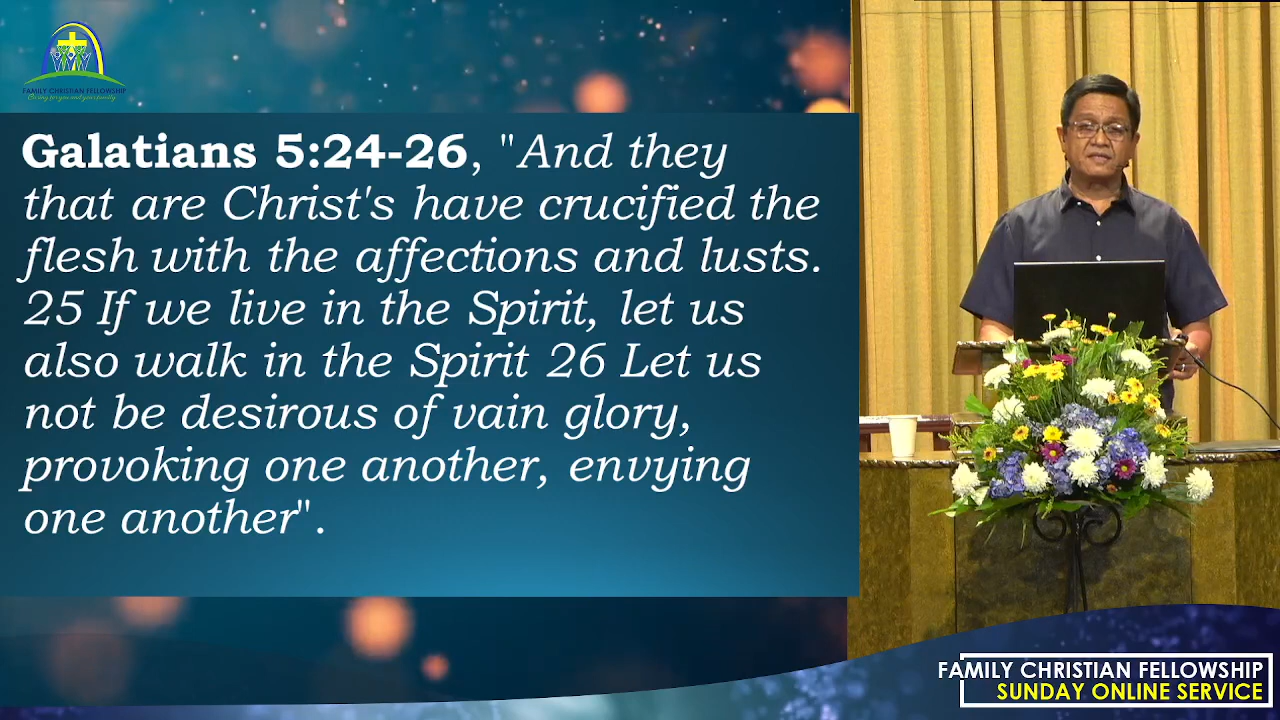 FAMILY CHRISTIAN FELLOWSHIP
Galatians 5:24-26, "And they
that are Christ's have crucified the
flesh with the affections and lusts.
25 If we live in the Spirit, let us
also walk in the Spirit 26 Let us
not be desirous of vain glory,
provoking one another, envying
one another".
FAMILY CHRISTIAN FELLOWSHIP
SUNDAY ONLINE SERVICE